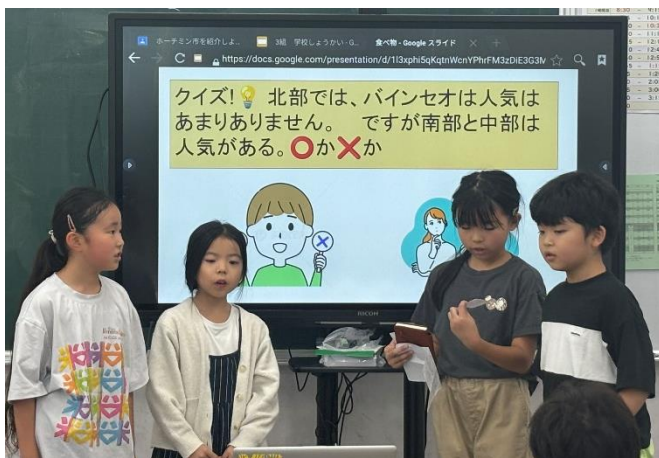 ホーチミン市を紹介しよ..
3組 学校しょうかい - G..
食べ物 - Google スライド
https://docs.google.com/presentation/d/1l3xphi5qKqtnWcnYPhrFM3zDiE3G3M
クイズ!💡 北部では、バインセオは人気は
あまりありません。 ですが南部と中部は
人気がある。⭕か❌か
RICOH